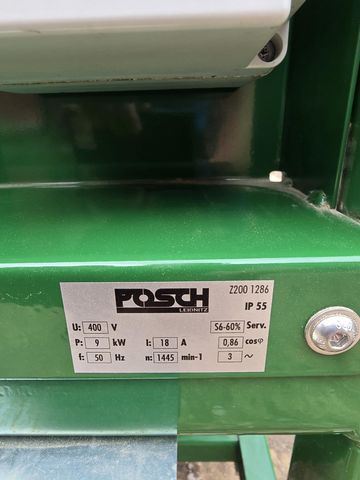 POSCH
LEIBNITZ
Z200 1286
IP 55
U: 400 V S6-60% Serv.
P: 9 kW I: 18 A 0,86 cosφ
f: 50 Hz n: 1445 min-1 3 ~